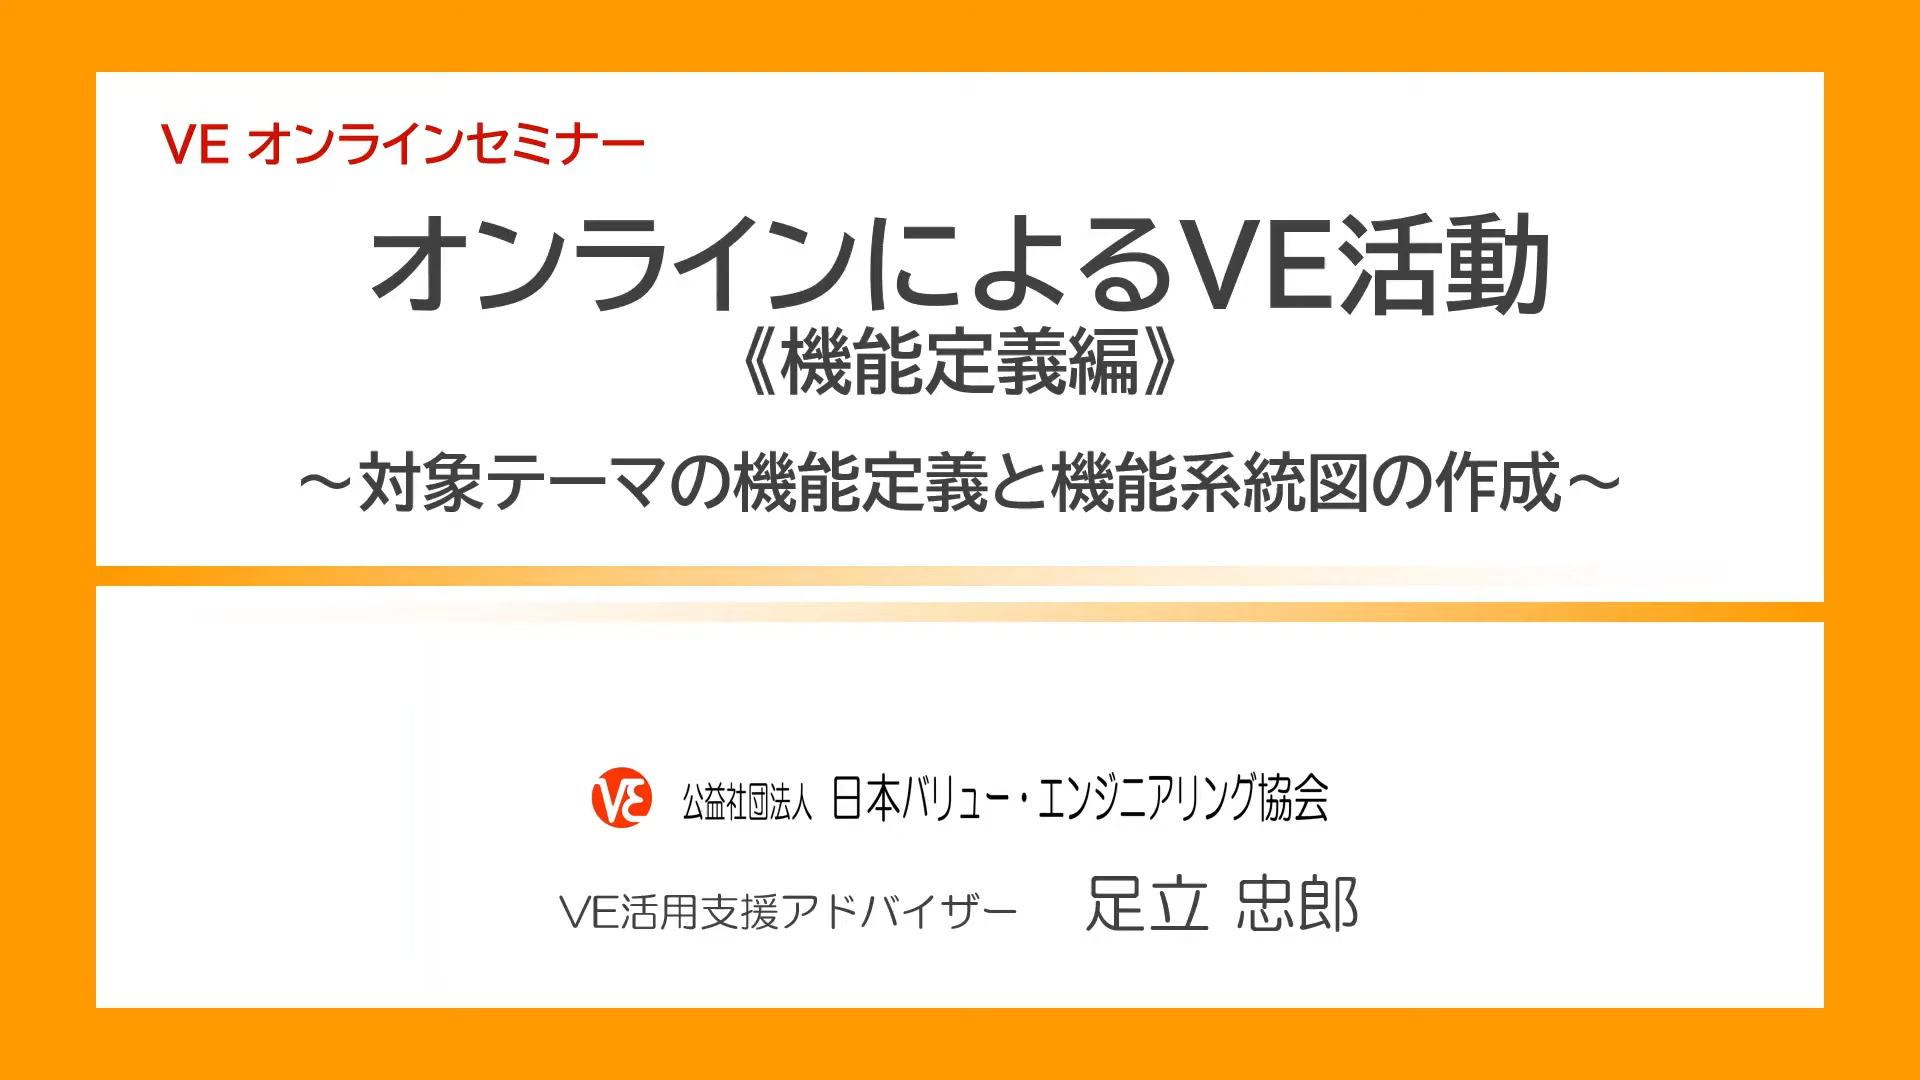 VE オンラインセミナー
オンラインによるVE活動
《機能定義編》
～対象テーマの機能定義と機能系統図の作成～
VE 公益社団法人 日本バリュー・エンジニアリング協会
VE活用支援アドバイザー 足立 忠郎